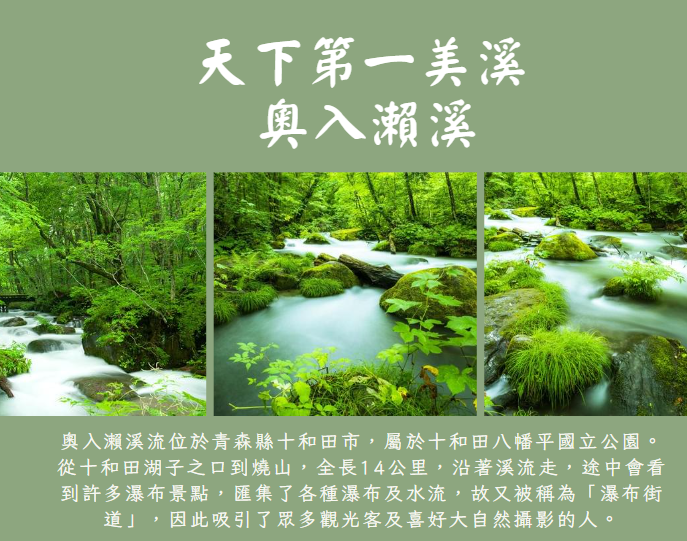 天下第一美溪
奧入瀨溪
奧入瀨溪流位於青森縣十和田市，屬於十和田八幡平國立公園。
從十和田湖子之口到燒山，全長14公里，沿著溪流走，途中會看
到許多瀑布景點，匯集了各種瀑布及水流，故又被稱為「瀑布街
道」，因此吸引了眾多觀光客及喜好大自然攝影的人。